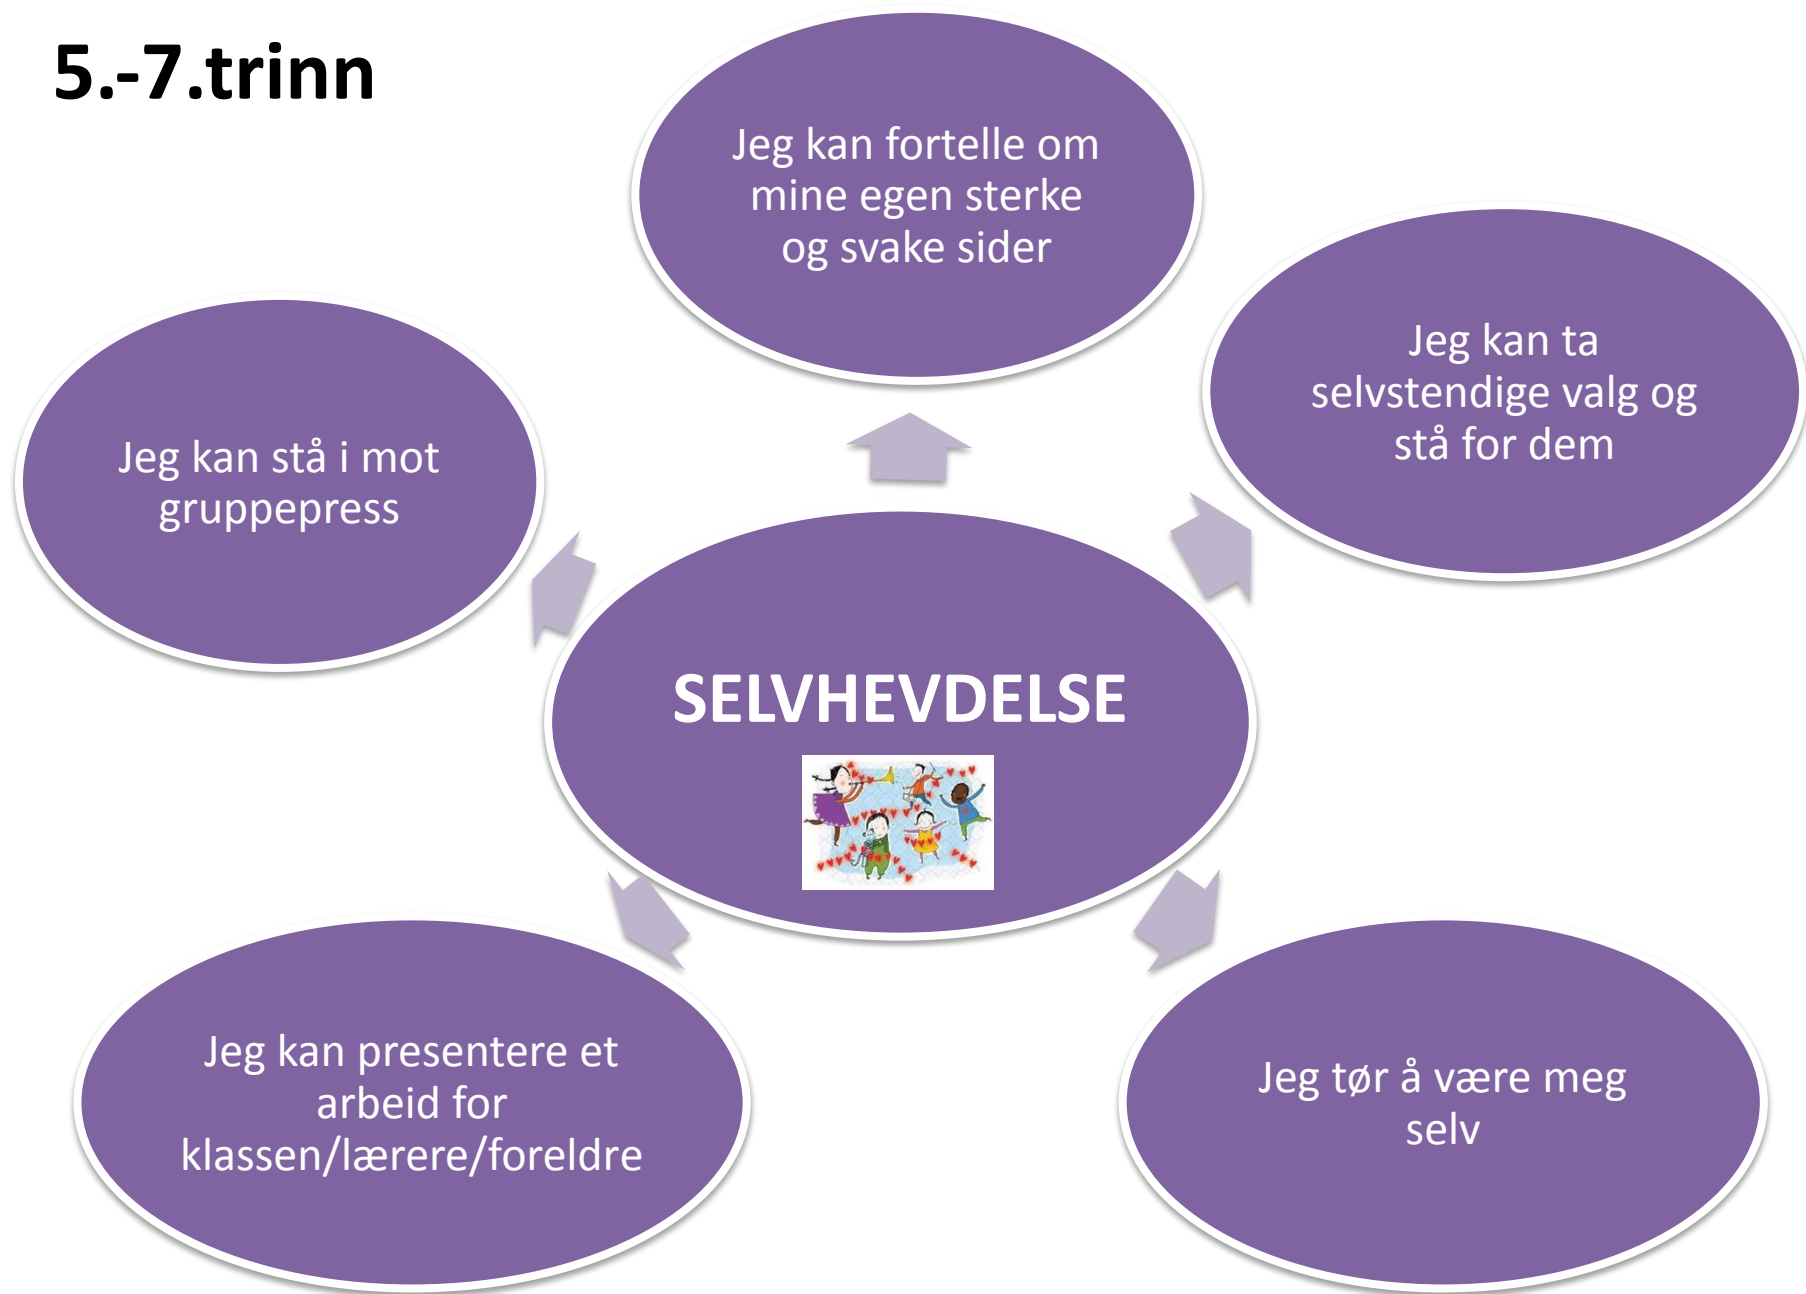 5.-7.trinn
Jeg kan fortelle om
mine egen sterke
og svake sider
Jeg kan ta
selvstendige valg og
stå for dem
Jeg kan stå i mot
gruppepress
SELVHEVDELSE
Jeg kan presentere et
arbeid for
klassen/lærere/foreldre
Jeg tør å være meg
selv